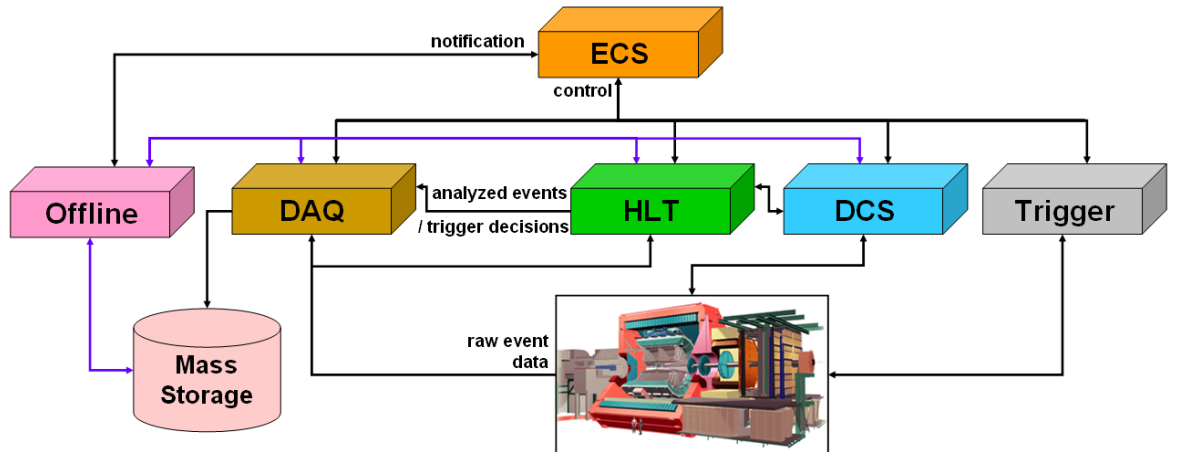 notification
ECS
control
Offline
DAQ
analyzed events
/ trigger decisions
HLT
DCS
Trigger
raw event
data
Mass
Storage